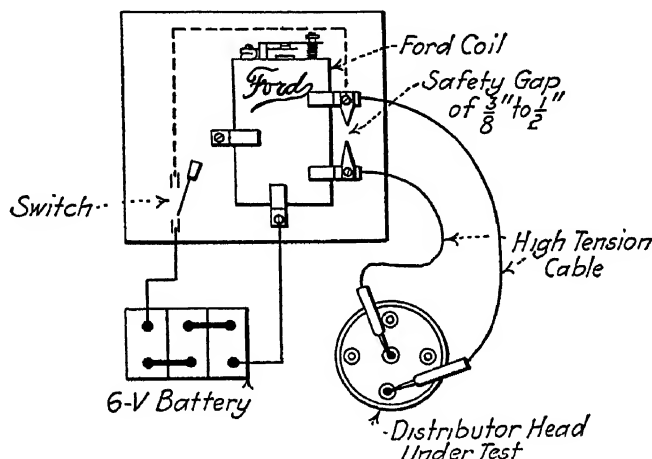 Ford Coil
Ford
Safety Gap
of 3/8" to 1/2"
Switch
High Tension
Cable
6-V Battery
Distributor Head
Under Test